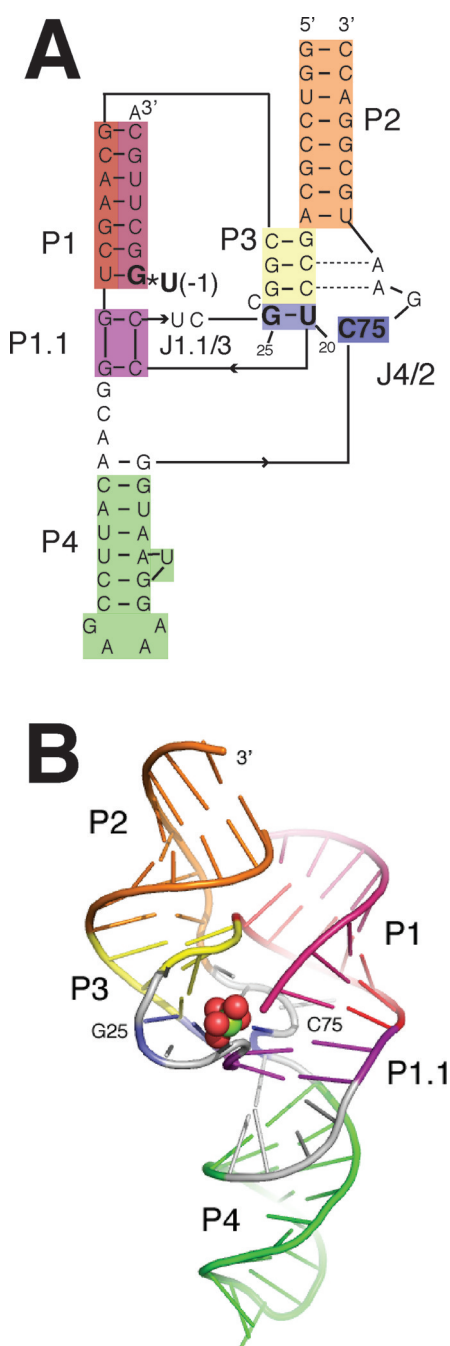 A
5' 3'
G – C
G – C
U – A P2
C – G
C – G
G – C
C – G
A – U
A3'
G – C
C – G
A – U
A – U
G – C
C – G
U – G*U(-1)
P1
P3
C – G
G – C A
G – C A
C G – U C75 G
25 20
J4/2
P1.1
G – C U C
G – C
J1.1/3
G
C
A
A – G
P4
C – G
A – U
U – A
U – A U
C – G
C – G
G A
A A
B
3'
P2
P1
P3
G25
C75
P1.1
P4